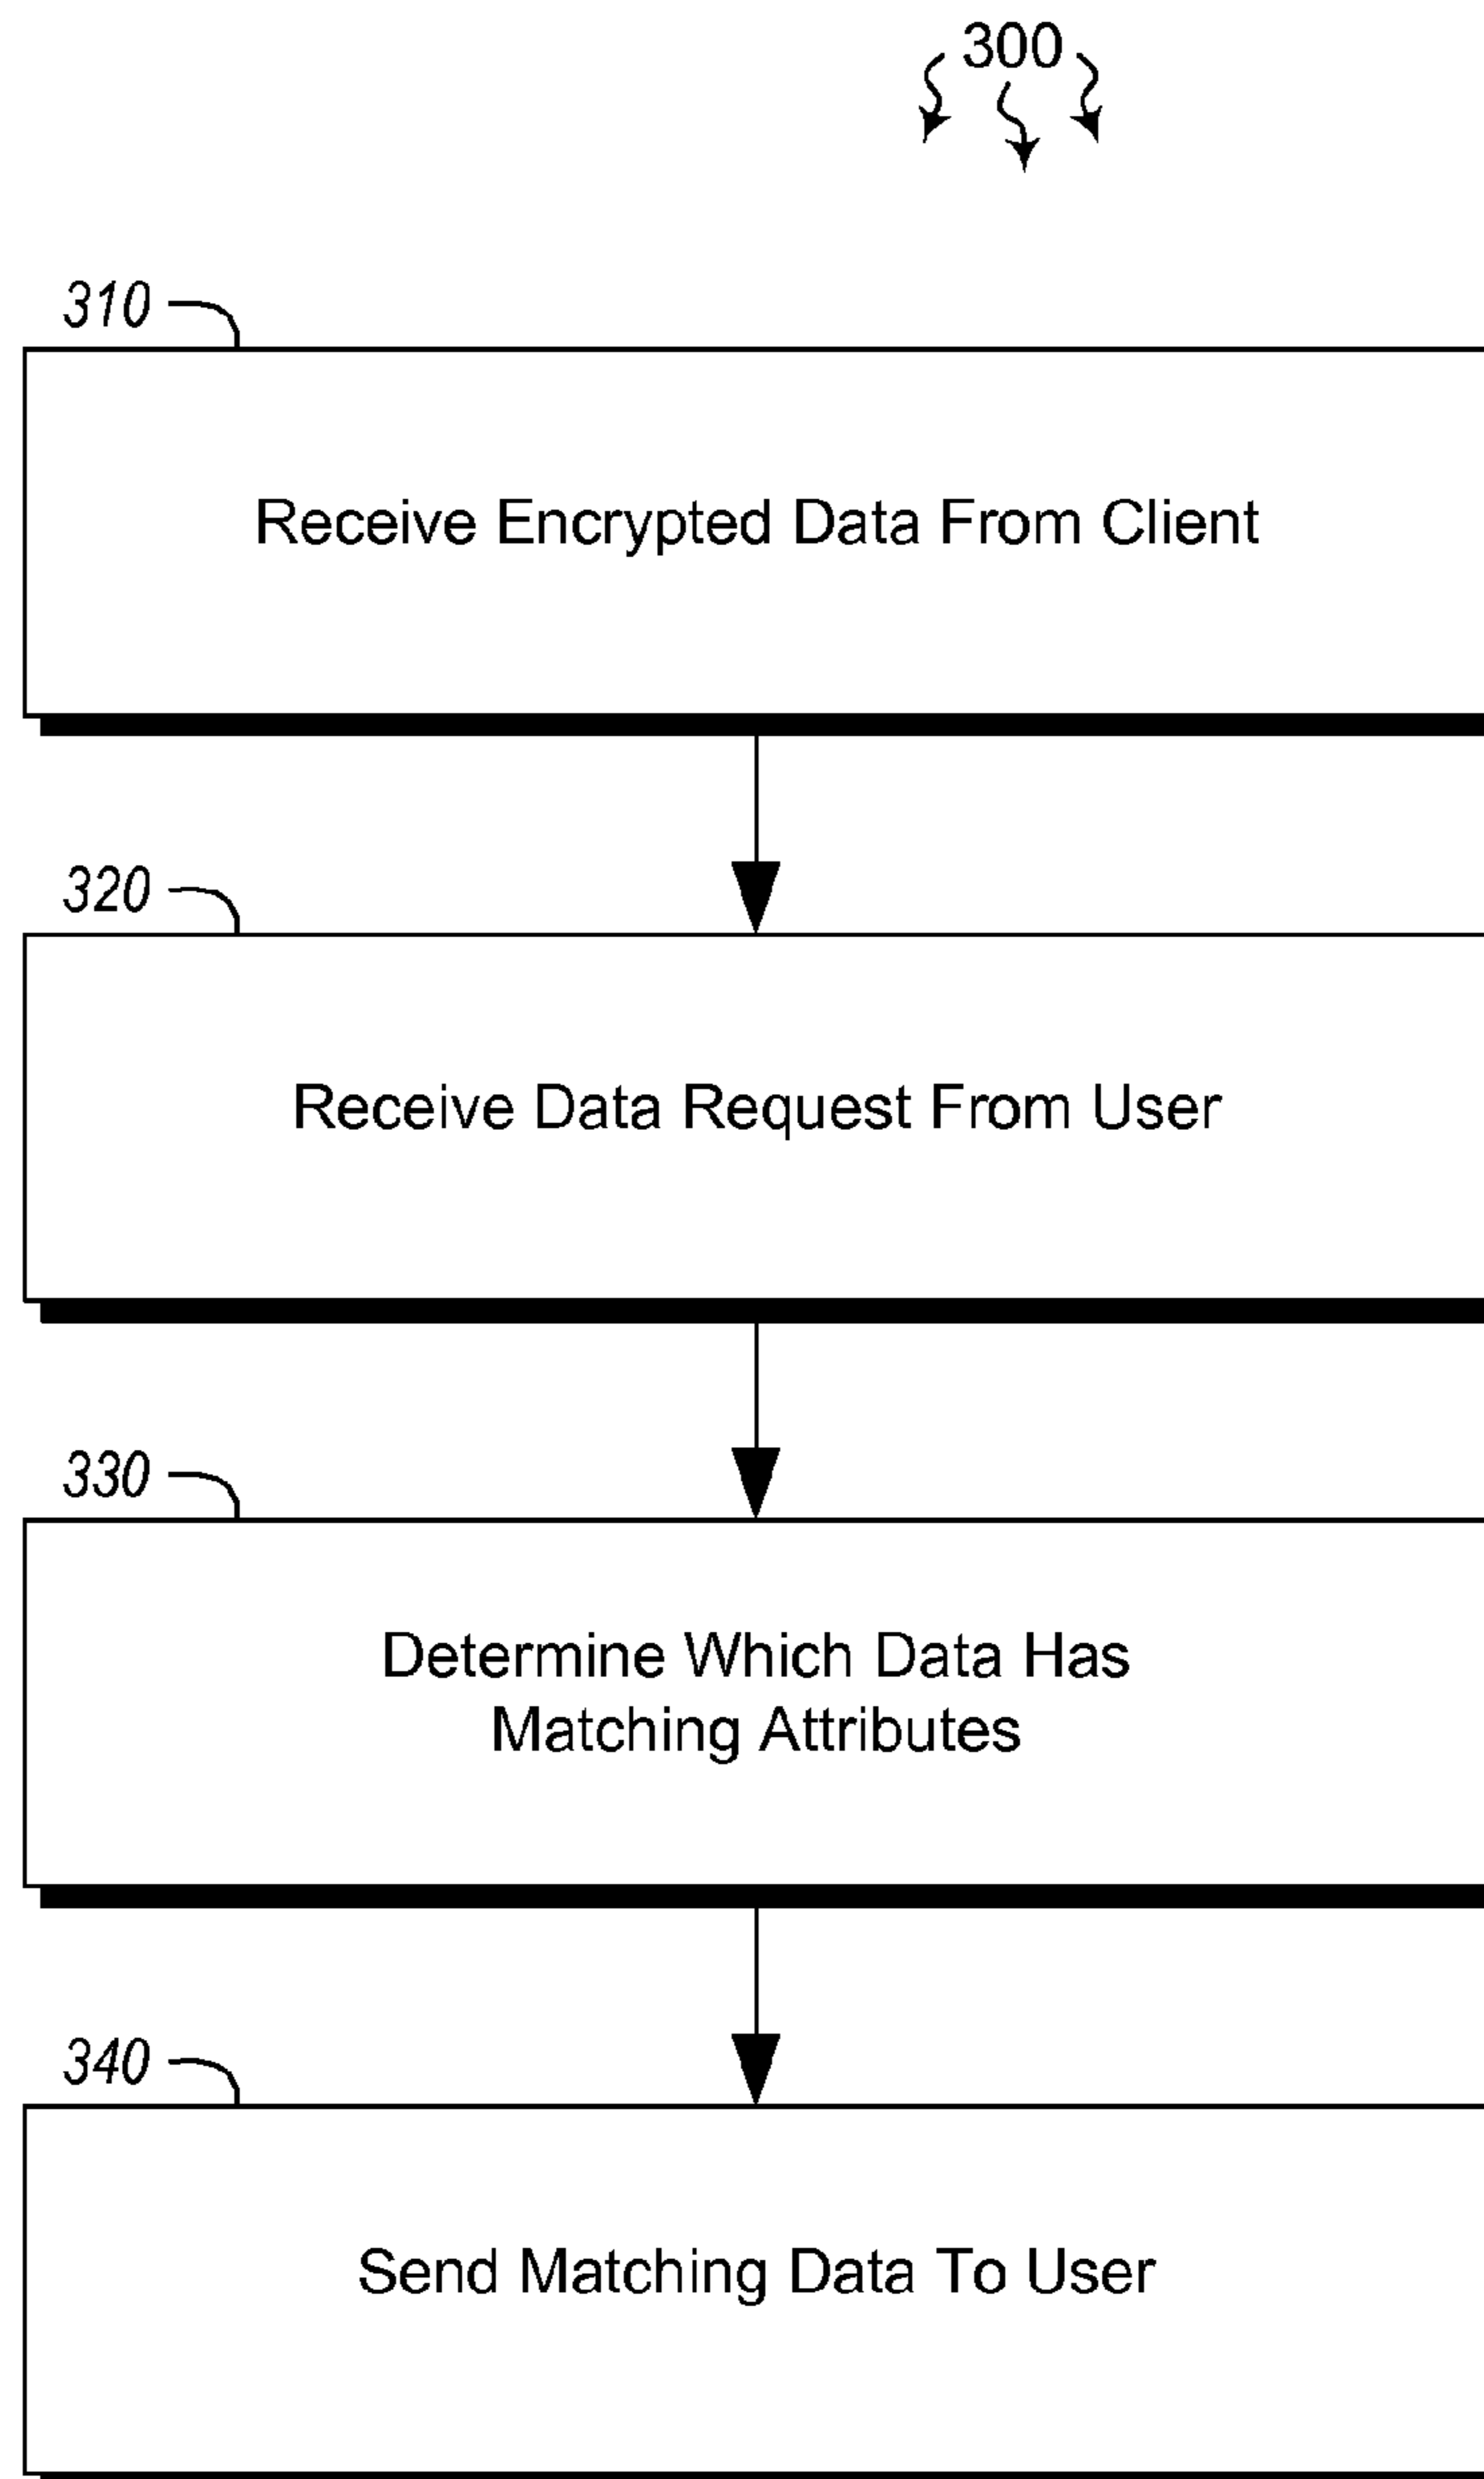 300
310
Receive Encrypted Data From Client
320
Receive Data Request From User
330
Determine Which Data Has
Matching Attributes
340
Send Matching Data To User